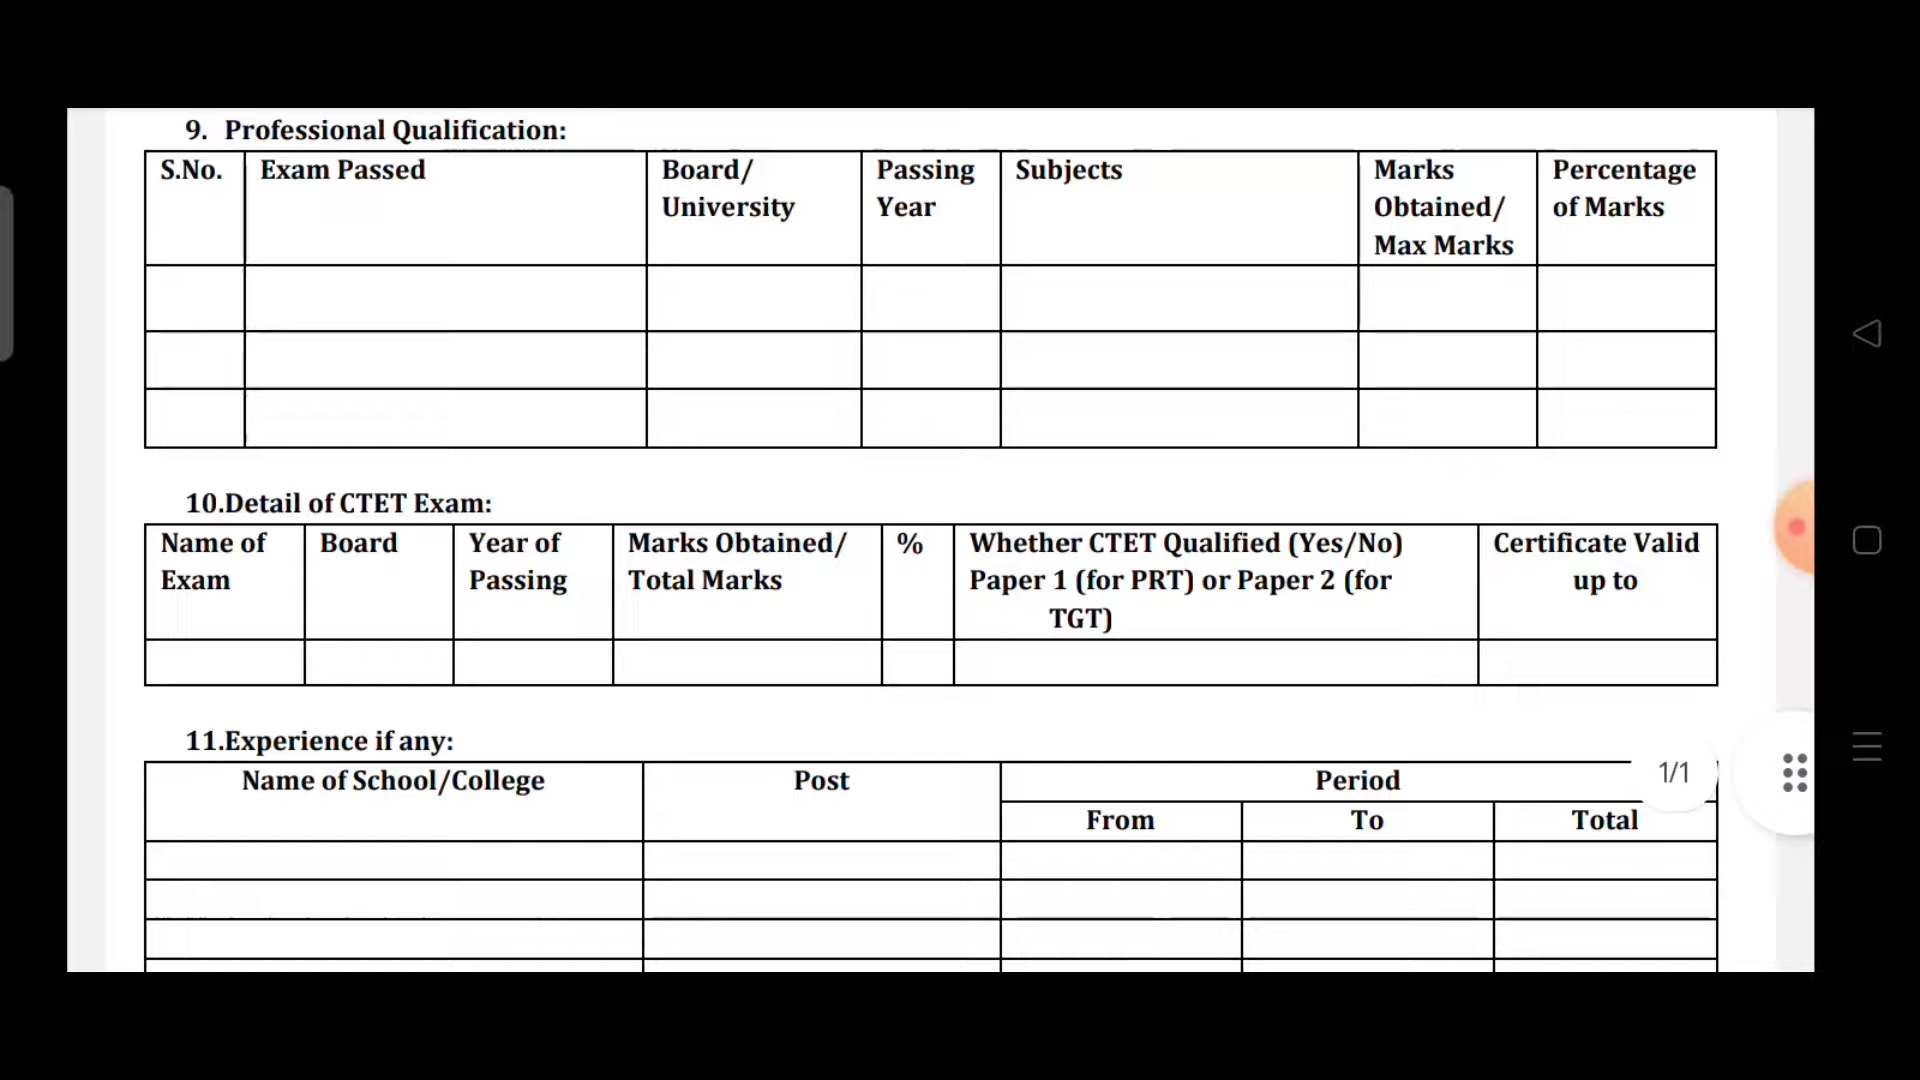 9. Professional Qualification:
S.No. Exam Passed Board/ University Passing Year Subjects Marks Obtained/ Max Marks Percentage of Marks
10.Detail of CTET Exam:
Name of Exam Board Year of Passing Marks Obtained/ Total Marks % Whether CTET Qualified (Yes/No) Paper 1 (for PRT) or Paper 2 (for TGT) Certificate Valid up to
11.Experience if any:
Name of School/College Post Period
1/1
From To Total